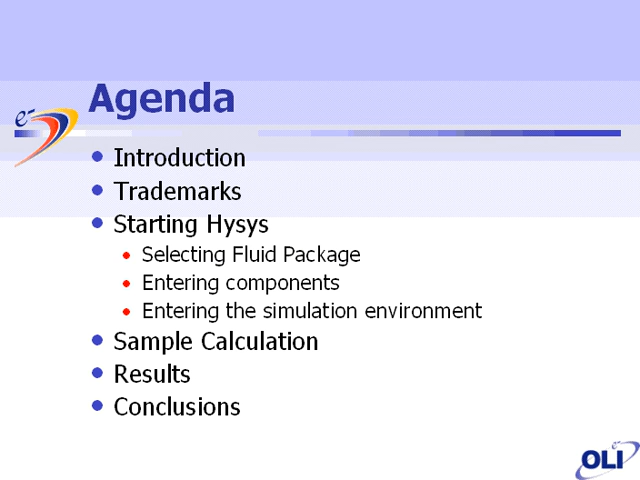 Agenda
e-
Introduction
Trademarks
Starting Hysys
Selecting Fluid Package
Entering components
Entering the simulation environment
Sample Calculation
Results
Conclusions
OLI